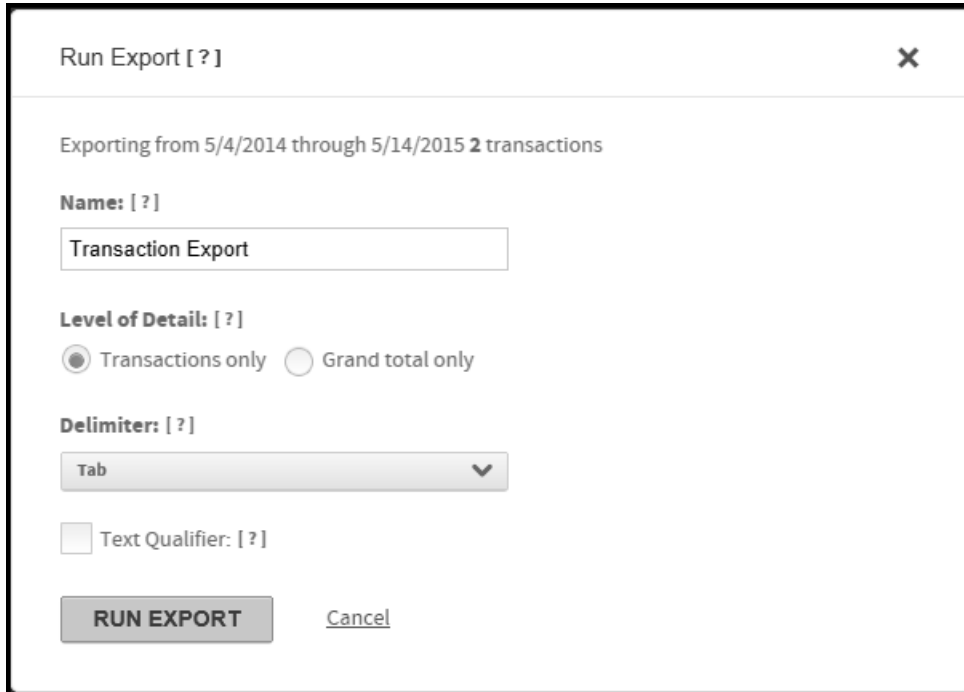 Run Export [ ? ]
Exporting from 5/4/2014 through 5/14/2015 2 transactions
Name: [ ? ]
Transaction Export
Level of Detail: [ ? ]
Transactions only Grand total only
Delimiter: [ ? ]
Tab
Text Qualifier: [ ? ]
RUN EXPORT Cancel